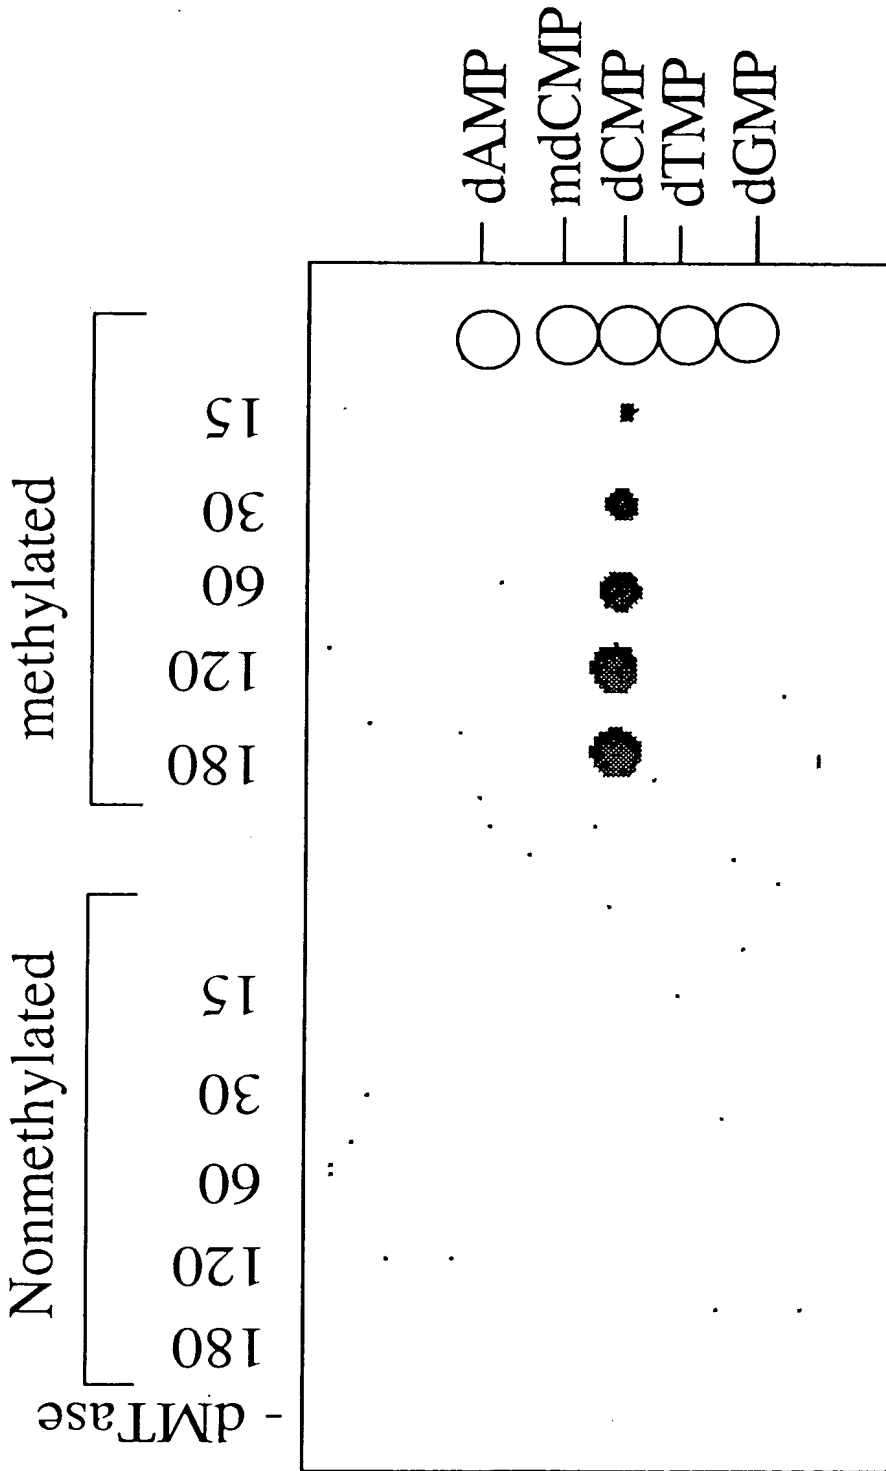 dAMP
mdCMP
dCMP
dTMP
dGMP
methylated
15
30
60
120
180
Nonmethylated
15
30
60
120
180
- dMTase